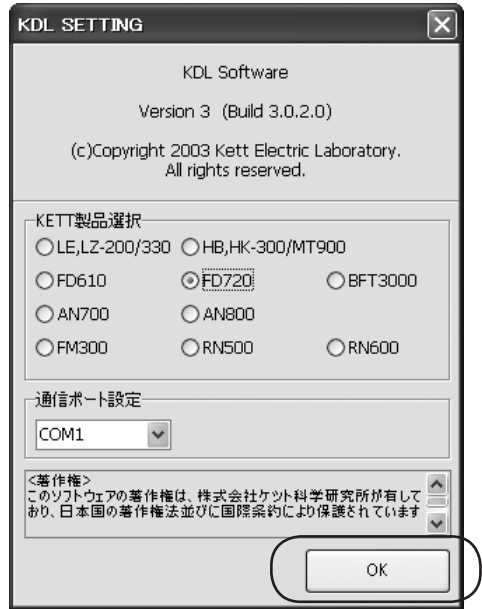 KDL SETTING
KDL Software
Version 3 (Build 3.0.2.0)
(c)Copyright 2003 Kett Electric Laboratory.
All rights reserved.
KETT製品選択
LE,LZ-200/330 HB,HK-300/MT900
FD610 FD720 BFT3000
AN700 AN800
FM300 RN500 RN600
通信ポート設定
COM1
<著作権>
このソフトウェアの著作権は、株式会社ケット科学研究所が有して
おり、日本国の著作権法並びに国際条約により保護されています
OK